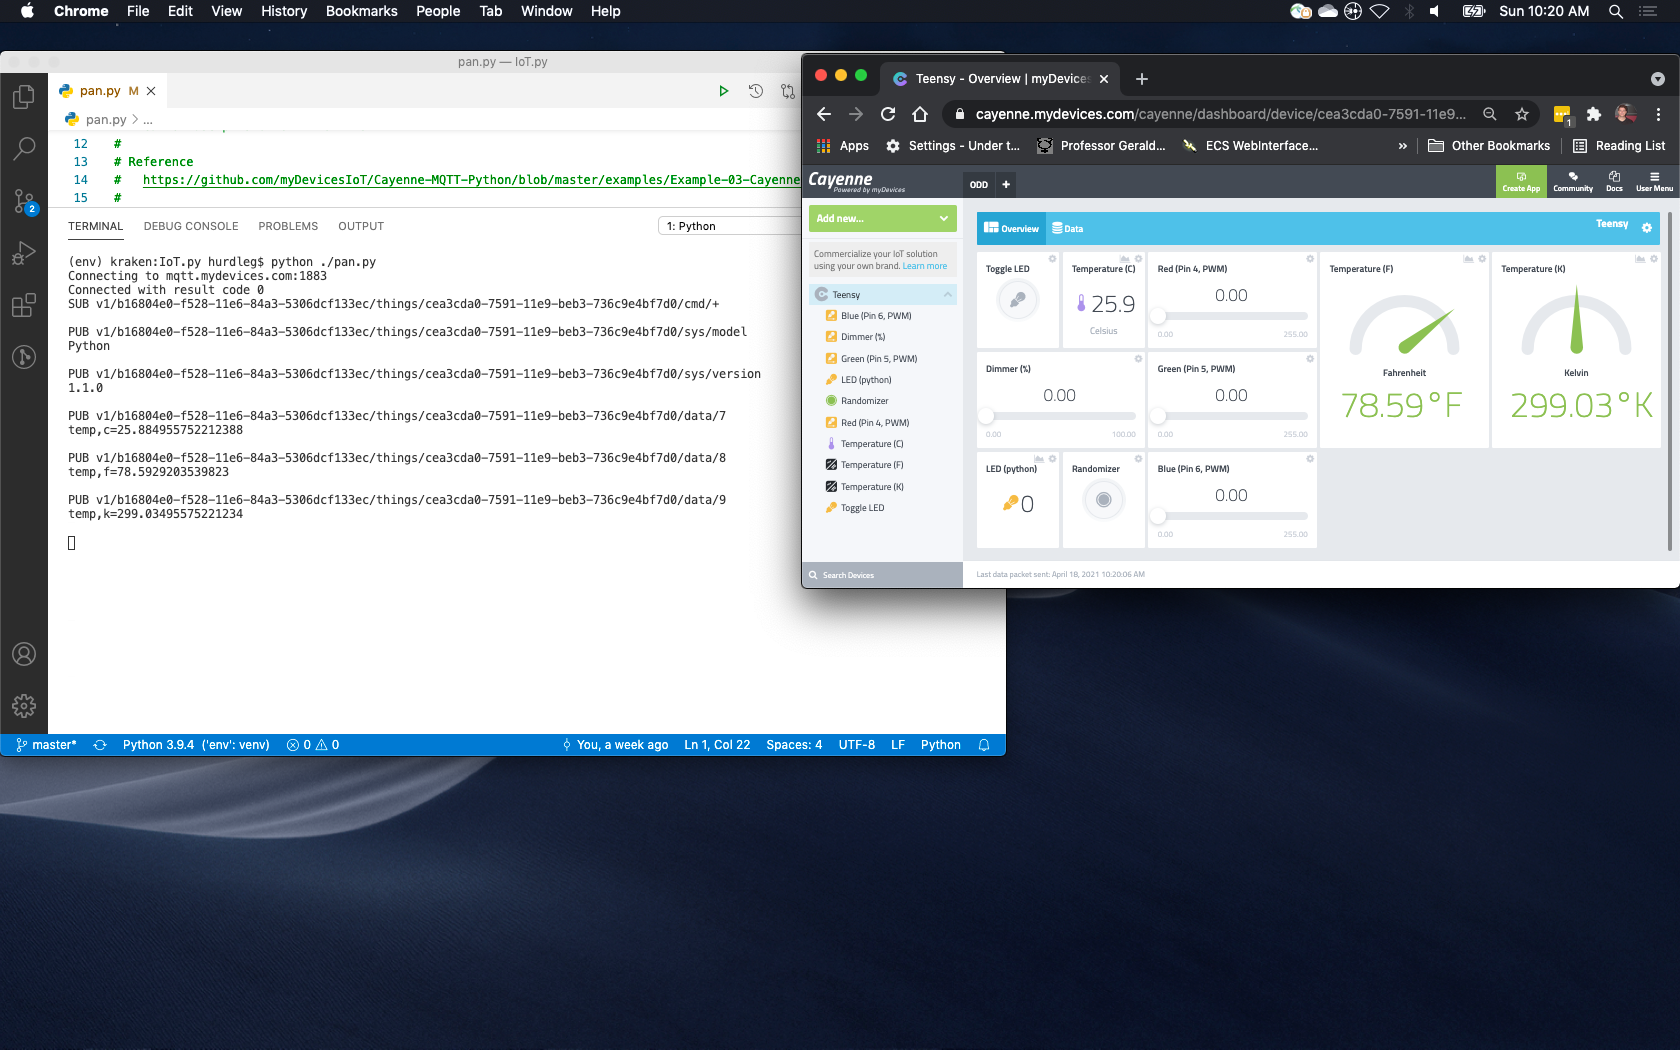 Chrome File Edit View History Bookmarks People Tab Window Help
Sun 10:20 AM
pan.py — IoT.py
pan.py M
pan.py > ...
12 #
13 # Reference
14 # https://github.com/myDevicesIoT/Cayenne-MQTT-Python/blob/master/examples/Example-03-Cayenne
15 #
TERMINAL DEBUG CONSOLE PROBLEMS OUTPUT
1: Python
(env) kraken:IoT.py hurdleg$ python ./pan.py
Connecting to mqtt.mydevices.com:1883
Connected with result code 0
SUB v1/b16804e0-f528-11e6-84a3-5306dcf133ec/things/cea3cda0-7591-11e9-beb3-736c9e4bf7d0/cmd/+
PUB v1/b16804e0-f528-11e6-84a3-5306dcf133ec/things/cea3cda0-7591-11e9-beb3-736c9e4bf7d0/sys/model
Python
PUB v1/b16804e0-f528-11e6-84a3-5306dcf133ec/things/cea3cda0-7591-11e9-beb3-736c9e4bf7d0/sys/version
1.1.0
PUB v1/b16804e0-f528-11e6-84a3-5306dcf133ec/things/cea3cda0-7591-11e9-beb3-736c9e4bf7d0/data/7
temp,c=25.884955752212388
PUB v1/b16804e0-f528-11e6-84a3-5306dcf133ec/things/cea3cda0-7591-11e9-beb3-736c9e4bf7d0/data/8
temp,f=78.5929203539823
PUB v1/b16804e0-f528-11e6-84a3-5306dcf133ec/things/cea3cda0-7591-11e9-beb3-736c9e4bf7d0/data/9
temp,k=299.03495575221234
2
master* Python 3.9.4 ('env': venv) 0 0
You, a week ago Ln 1, Col 22 Spaces: 4 UTF-8 LF Python
Teensy - Overview | myDevices
cayenne.mydevices.com/cayenne/dashboard/device/cea3cda0-7591-11e9...
1
Apps Settings - Under t... Professor Gerald... ECS WebInterface... » Other Bookmarks Reading List
Cayenne
Powered by myDevices
ODD +
Create App Community Docs User Menu
Add new...
Commercialize your IoT solution
using your own brand. Learn more
Teensy
Blue (Pin 6, PWM)
Dimmer (%)
Green (Pin 5, PWM)
LED (python)
Randomizer
Red (Pin 4, PWM)
Temperature (C)
Temperature (F)
Temperature (K)
Toggle LED
Search Devices
Overview Data Teensy
Toggle LED
Temperature (C)
25.9
Celsius
Red (Pin 4, PWM)
0.00
0.00 255.00
Temperature (F)
Fahrenheit
78.59°F
Temperature (K)
Kelvin
299.03°K
Dimmer (%)
0.00
0.00 100.00
Green (Pin 5, PWM)
0.00
0.00 255.00
LED (python)
0
Randomizer
Blue (Pin 6, PWM)
0.00
0.00 255.00
Last data packet sent: April 18, 2021 10:20:06 AM